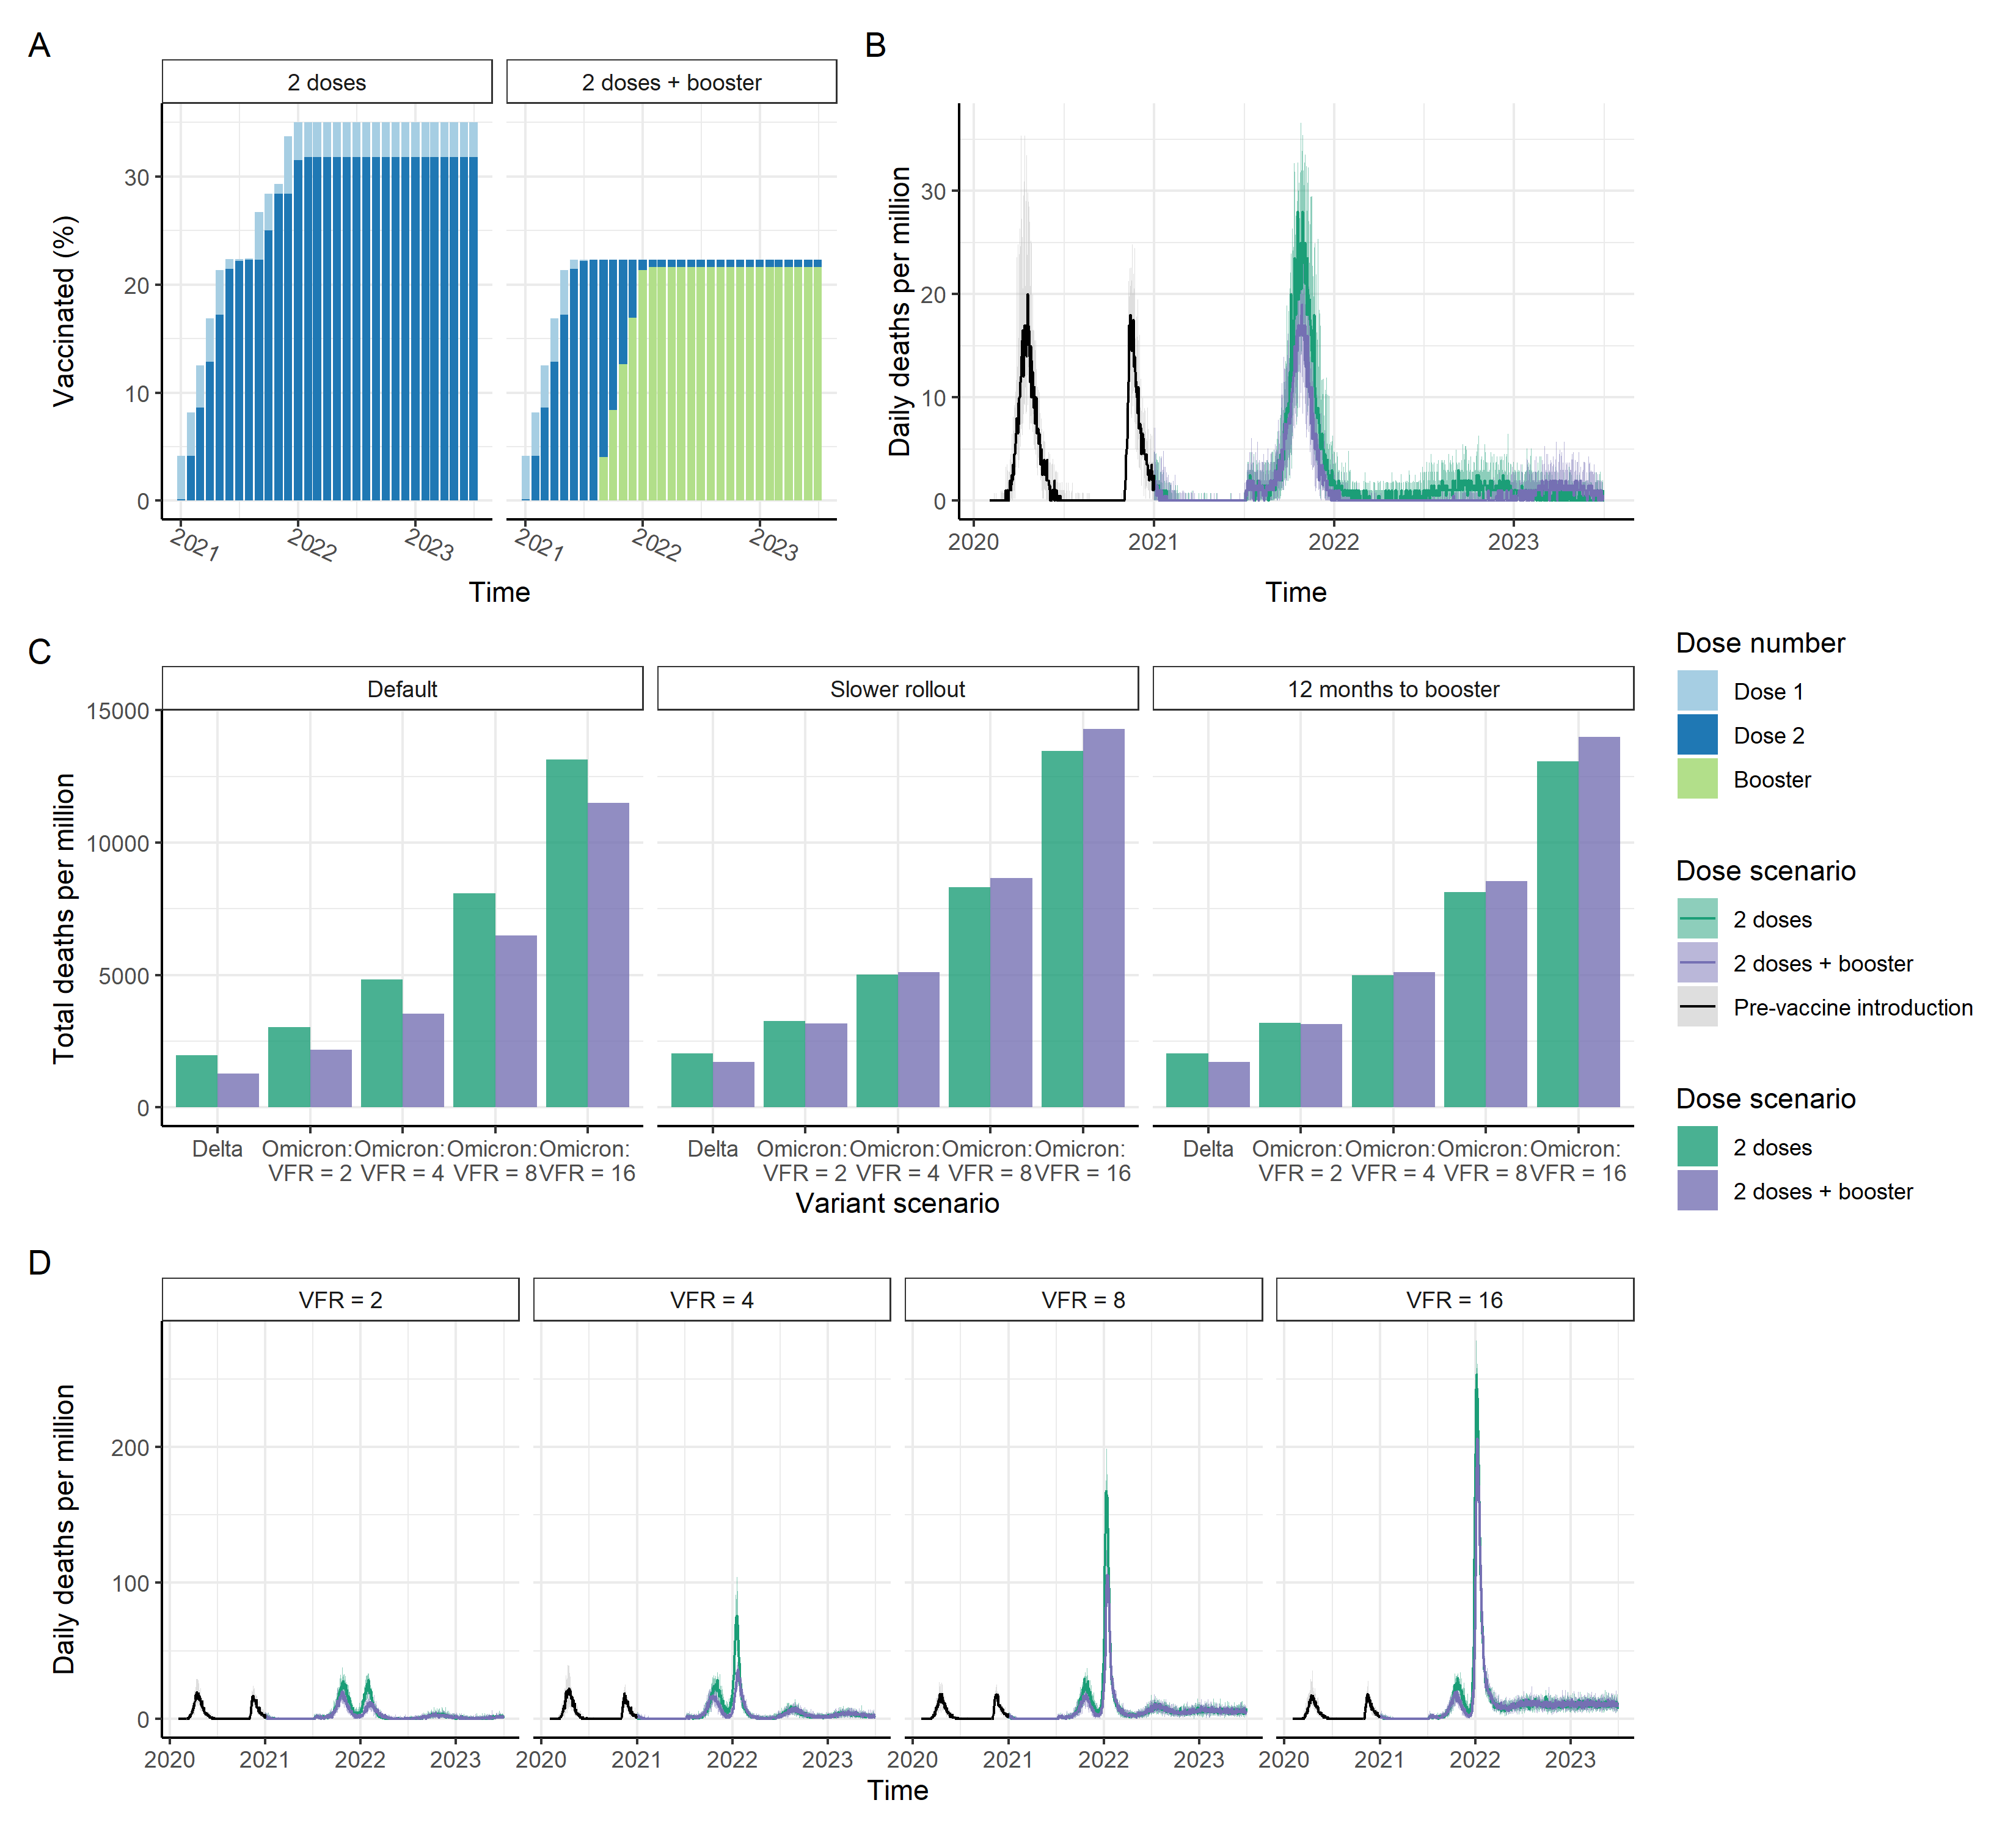 A
2 doses
2 doses + booster
Vaccinated (%)
30
20
10
0
2021
2022
2023
2021
2022
2023
Time
B
Daily deaths per million
30
20
10
0
2020
2021
2022
2023
Time
C
Default
Slower rollout
12 months to booster
Total deaths per million
15000
10000
5000
0
Delta
Omicron: VFR = 2
Omicron: VFR = 4
Omicron: VFR = 8
Omicron: VFR = 16
Delta
Omicron: VFR = 2
Omicron: VFR = 4
Omicron: VFR = 8
Omicron: VFR = 16
Delta
Omicron: VFR = 2
Omicron: VFR = 4
Omicron: VFR = 8
Omicron: VFR = 16
Variant scenario
Dose number
Dose 1
Dose 2
Booster
Dose scenario
2 doses
2 doses + booster
Pre-vaccine introduction
Dose scenario
2 doses
2 doses + booster
D
VFR = 2
VFR = 4
VFR = 8
VFR = 16
Daily deaths per million
200
100
0
2020
2021
2022
2023
2020
2021
2022
2023
2020
2021
2022
2023
2020
2021
2022
2023
Time